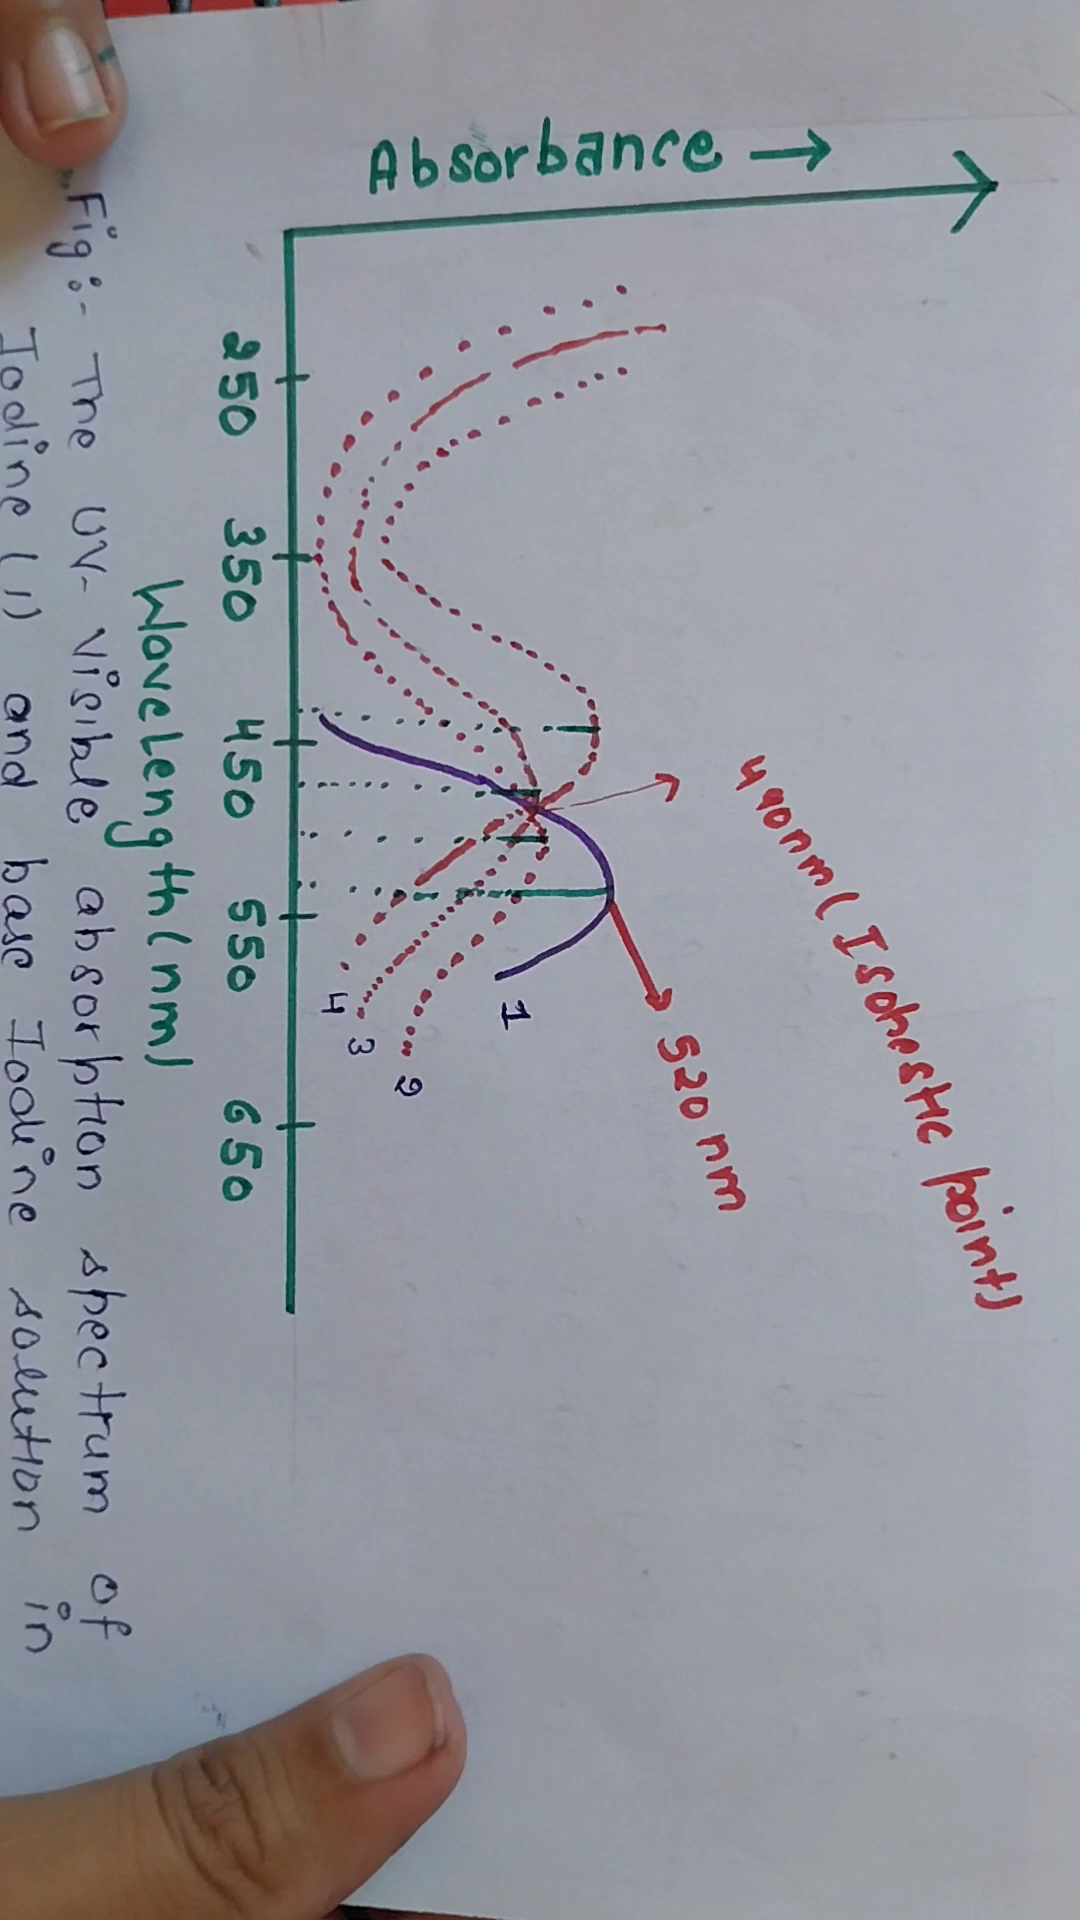 Absorbance →
490nm (Isobestic point)
520 nm
1
2
3
4
250 350 450 550 650
Wavelength (nm)
Fig:- The UV-Visible absorption spectrum of
Iodine (1) and base Iodine solution in